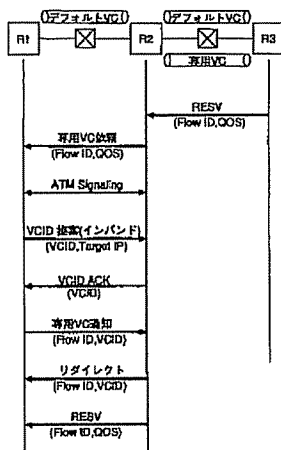 デフォルトVC デフォルトVC
R1 R2 R3
専用VC
RESV
(Flow ID,QOS)
専用VC依頼
(Flow ID,QOS)
ATM Signaling
VCID 提案(インバンド)
(VCID,Target IP)
VCID ACK
(VCID)
専用VC通知
(Flow ID,VCID)
リダイレクト
(Flow ID,VCID)
RESV
(Flow ID,QOS)